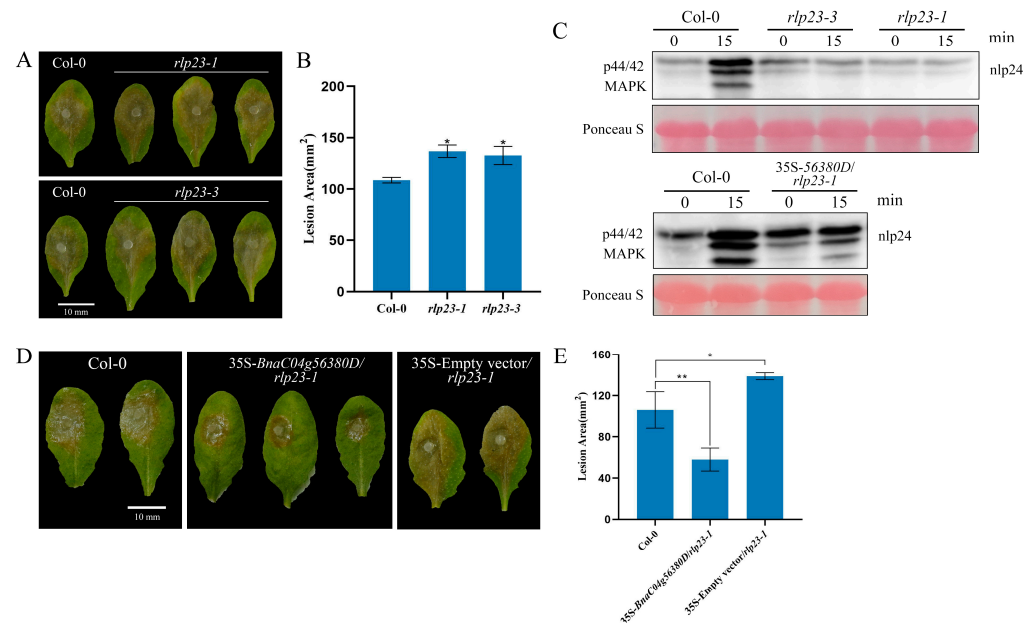 A
Col-0
rlp23-1
Col-0
rlp23-3
10 mm
B
200
150
100
50
0
Lesion Area(mm²)
*
*
Col-0
rlp23-1
rlp23-3
C
Col-0
rlp23-3
rlp23-1
0
15
0
15
0
15
min
p44/42
MAPK
nlp24
Ponceau S
Col-0
35S-56380D/
rlp23-1
0
15
0
15
min
p44/42
MAPK
nlp24
Ponceau S
D
Col-0
35S-BnaC04g56380D/
rlp23-1
35S-Empty vector/
rlp23-1
10 mm
E
160
120
80
40
0
Lesion Area(mm²)
*
**
Col-0
35S-BnaC04g56380D/rlp23-1
35S-Empty vector/rlp23-1